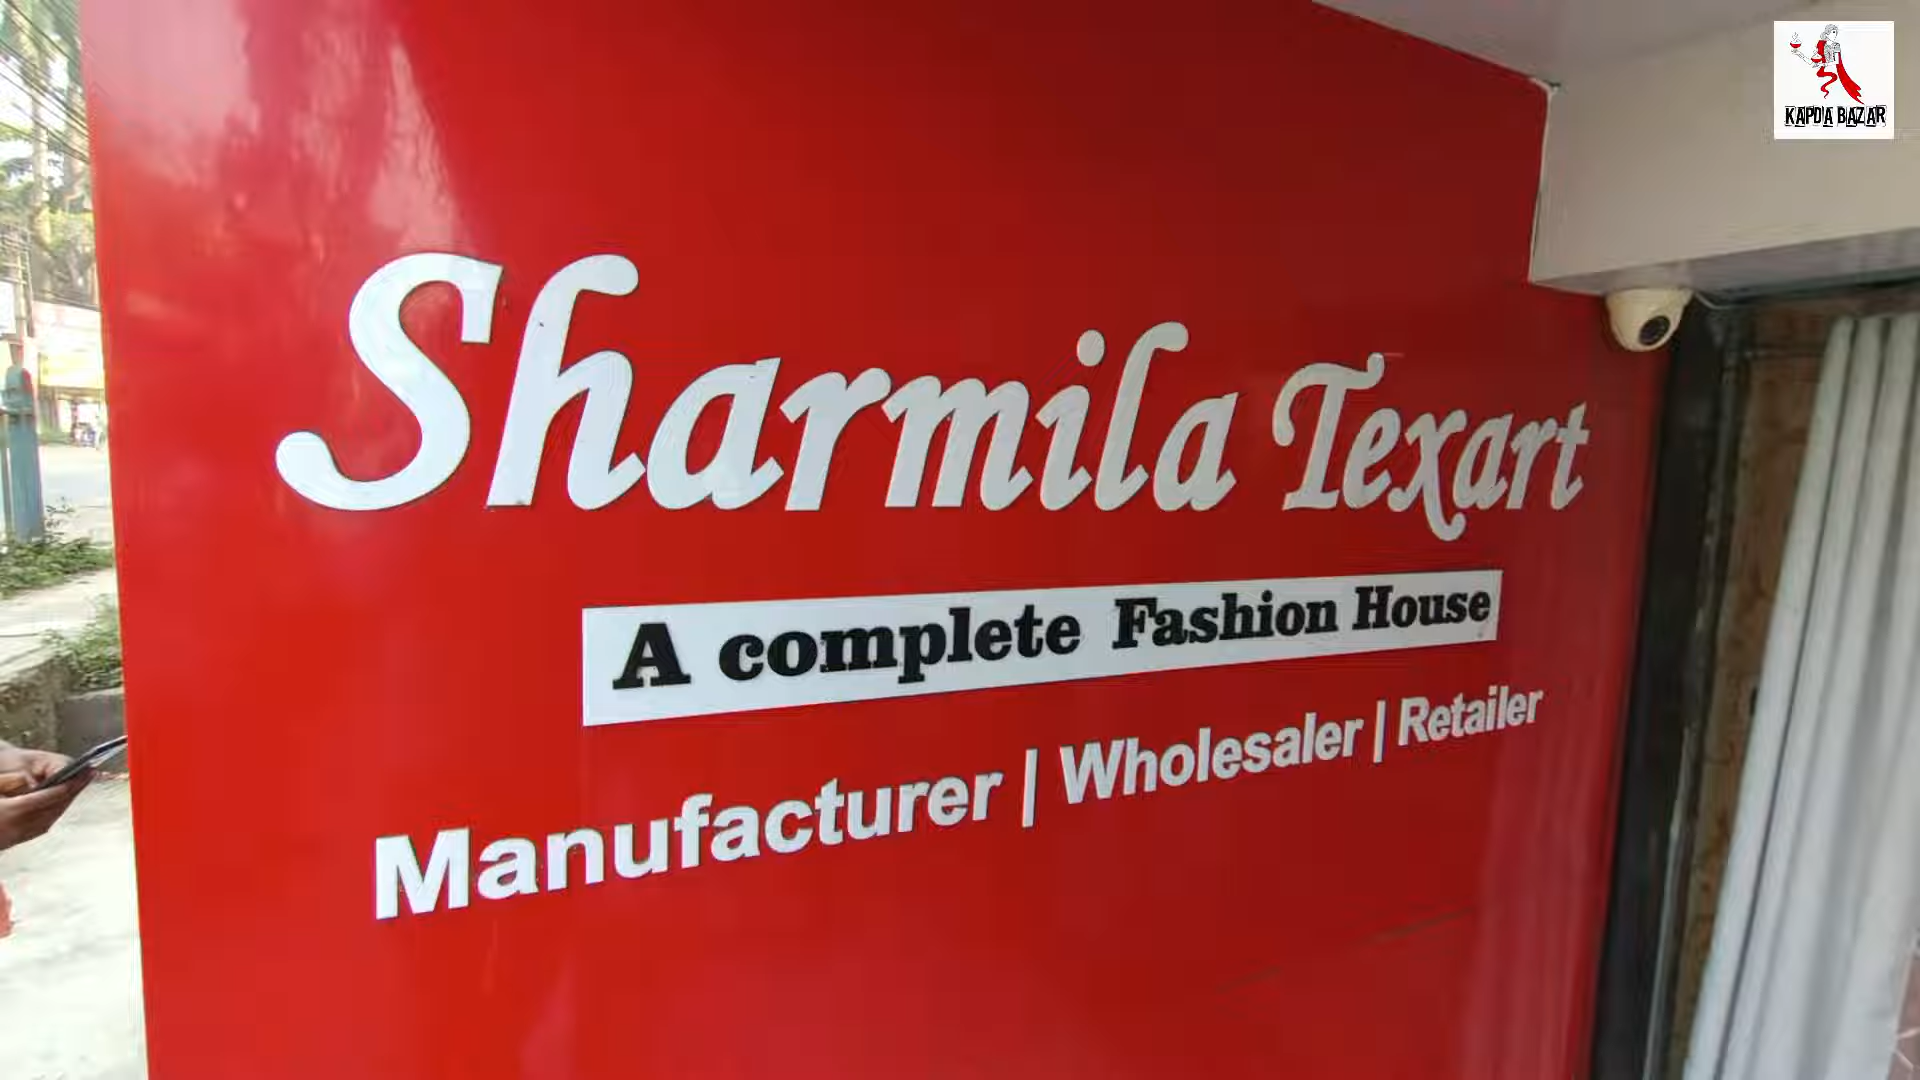 KAPDA BAZAR
Sharmila Texart
A complete Fashion House
Manufacturer | Wholesaler | Retailer